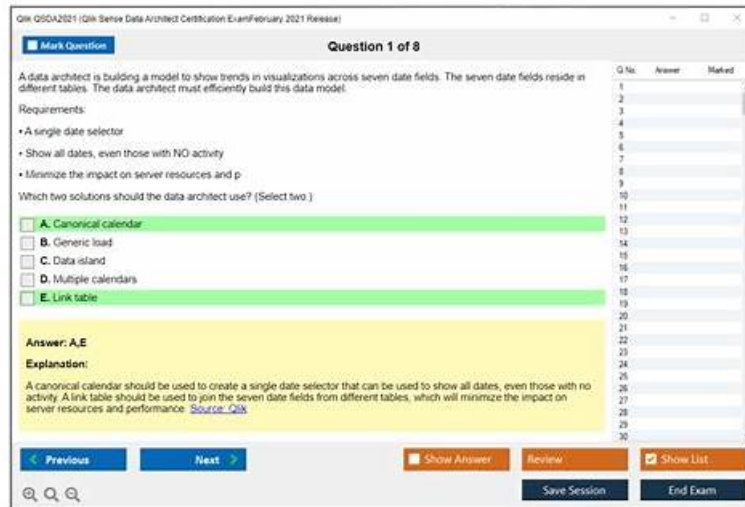 Qlik QSDA2021 (Qlik Sense Data Architect Certification ExamFebruary 2021 Release)
Mark Question
Question 1 of 8
A data architect is building a model to show trends in visualizations across seven date fields. The seven date fields reside in
different tables. The data architect must efficiently build this data model.
Requirements:
• A single date selector
• Show all dates, even those with NO activity
• Minimize the impact on server resources and p
Which two solutions should the data architect use? (Select two.)
A. Canonical calendar
B. Generic load
C. Data island
D. Multiple calendars
E. Link table
Answer: A,E
Explanation:
A canonical calendar should be used to create a single date selector that can be used to show all dates, even those with no
activity. A link table should be used to join the seven date fields from different tables, which will minimize the impact on
server resources and performance. Source: Qlik
Q No. Answer Marked
1
2
3
4
5
6
7
8
9
10
11
12
13
14
15
16
17
18
19
20
21
22
23
24
25
26
27
28
29
30
Previous
Next
Show Answer
Review
Show List
Save Session
End Exam